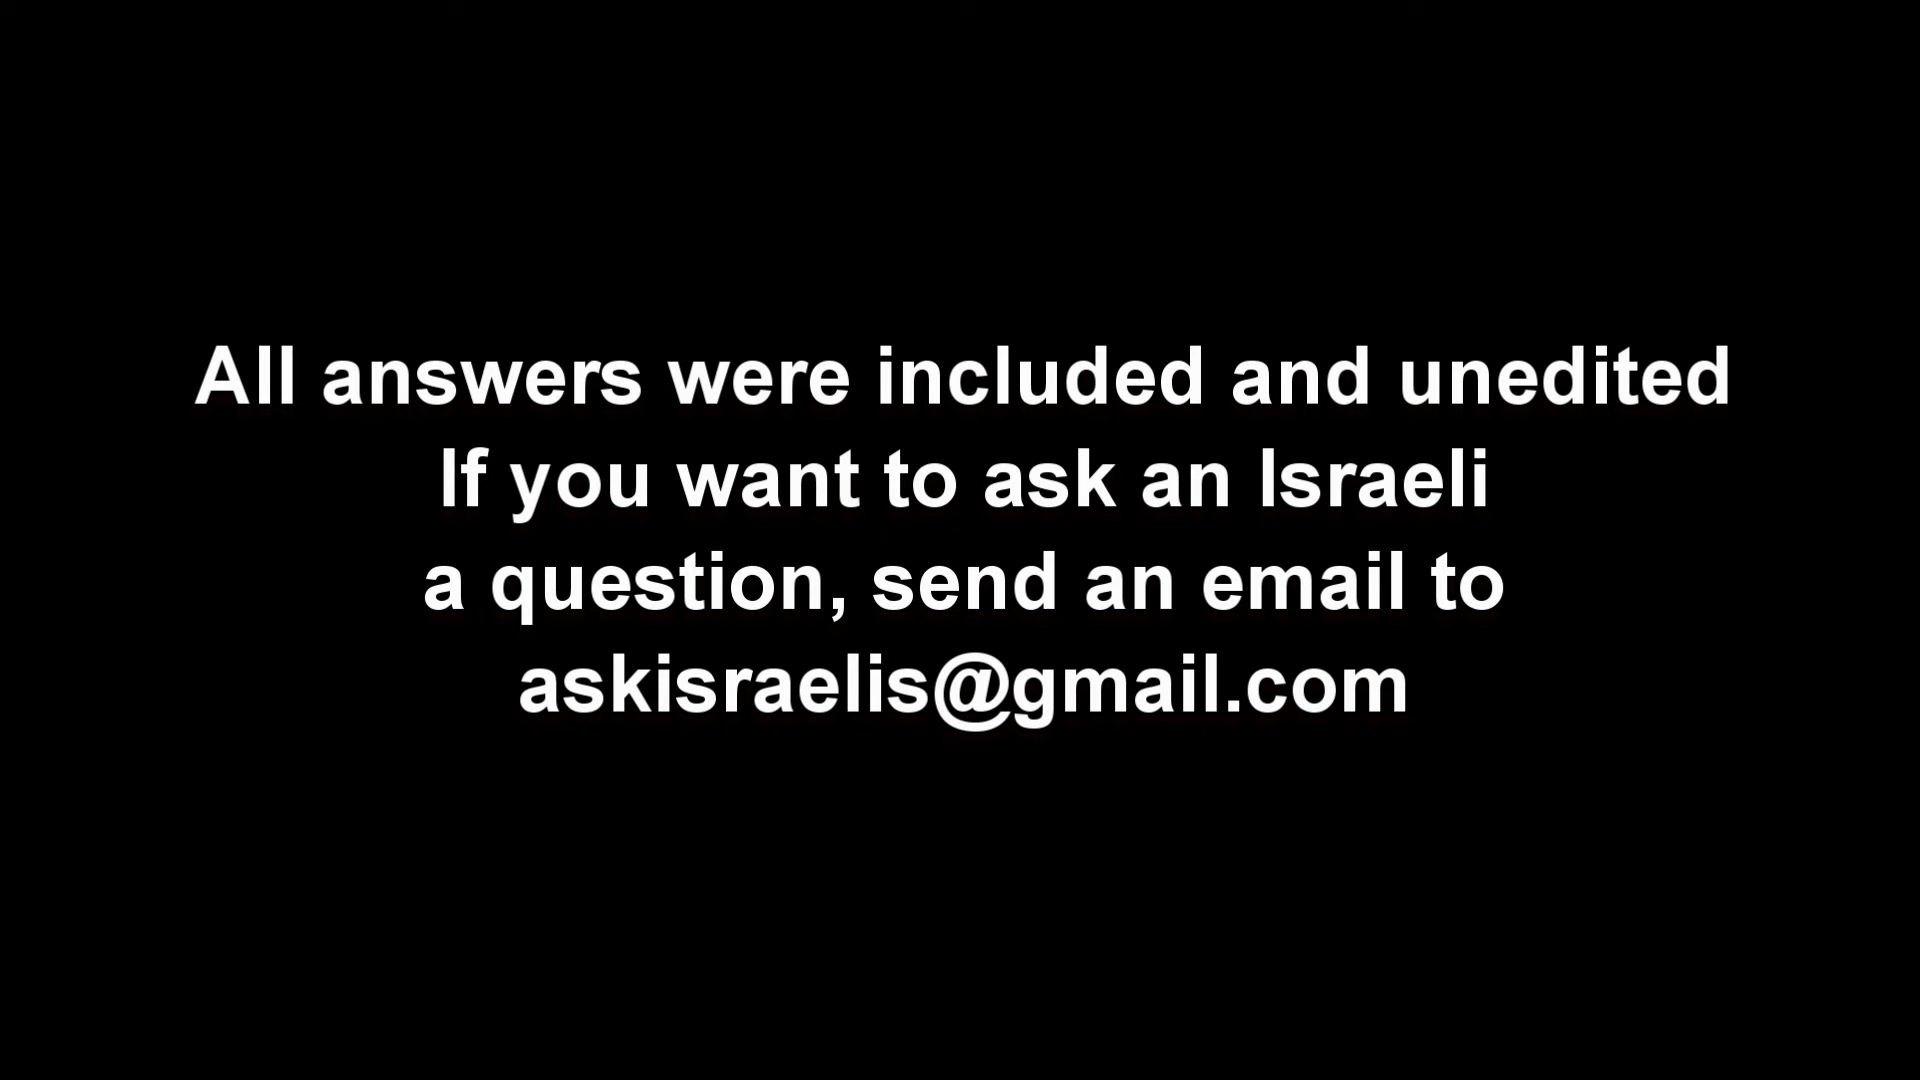 All answers were included and unedited
If you want to ask an Israeli
a question, send an email to
askisraelis@gmail.com